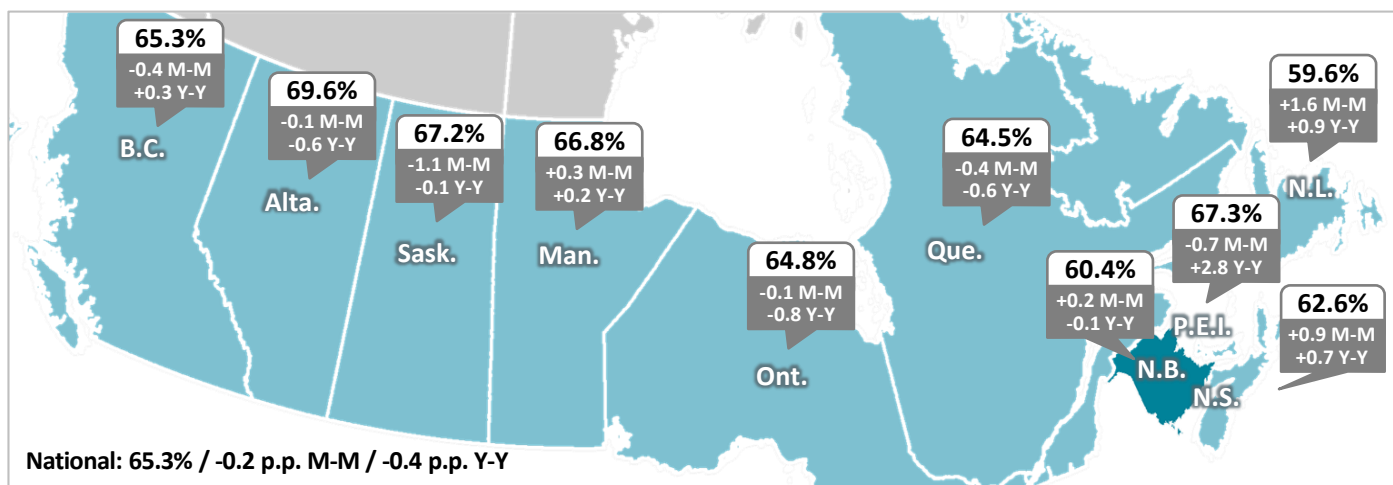 65.3%
-0.4 M-M
+0.3 Y-Y
B.C.
69.6%
-0.1 M-M
-0.6 Y-Y
Alta.
67.2%
-1.1 M-M
-0.1 Y-Y
Sask.
66.8%
+0.3 M-M
+0.2 Y-Y
Man.
64.8%
-0.1 M-M
-0.8 Y-Y
Ont.
64.5%
-0.4 M-M
-0.6 Y-Y
Que.
59.6%
+1.6 M-M
+0.9 Y-Y
N.L.
67.3%
-0.7 M-M
+2.8 Y-Y
P.E.I.
60.4%
+0.2 M-M
-0.1 Y-Y
N.B.
62.6%
+0.9 M-M
+0.7 Y-Y
N.S.
National: 65.3% / -0.2 p.p. M-M / -0.4 p.p. Y-Y